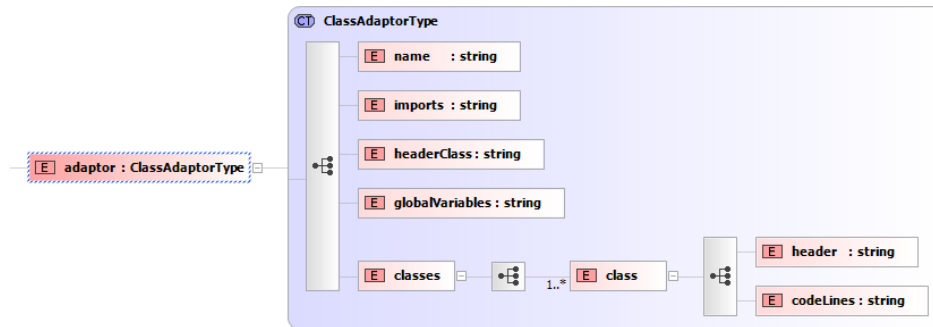 CT ClassAdaptorType
E name : string
E imports : string
E adaptor : ClassAdaptorType
E headerClass : string
E globalVariables : string
E classes
1..*
E class
E header : string
E codeLines : string